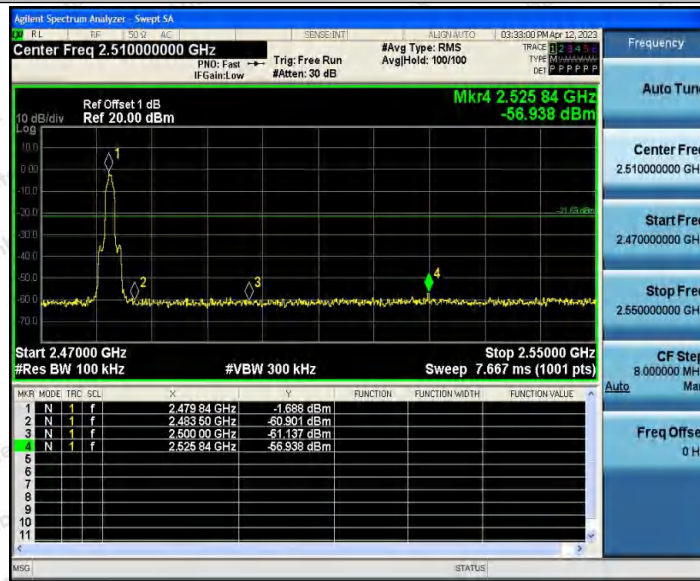 Agilent Spectrum Analyzer - Swept SA
RL RF 50 Ω AC SENSE:INT ALIGN AUTO 03:33:00 PM Apr 12, 2023
Center Freq 2.510000000 GHz
PNO: Fast
IFGain:Low
Trig: Free Run
#Atten: 30 dB
#Avg Type: RMS
Avg|Hold: 100/100
TRACE 1 2 3 4 5 6
TYPE M
DET P P P P P P
Frequency
Auto Tune
Center Freq
2.510000000 GH
Start Freq
2.470000000 GH
Stop Freq
2.550000000 GH
CF Step
8.000000 MH
Auto Man
Freq Offse
0 H
Mkr4 2.525 84 GHz
-56.938 dBm
Ref Offset 1 dB
10 dB/div Ref 20.00 dBm
Log
10.0
0.00
-10.0
-20.0
-30.0
-40.0
-50.0
-60.0
-70.0
-21.69 dBm
1
2
3
4
Start 2.47000 GHz Stop 2.55000 GHz
#Res BW 100 kHz #VBW 300 kHz Sweep 7.667 ms (1001 pts)
MKR MODE TRC SCL X Y FUNCTION FUNCTION WIDTH FUNCTION VALUE
1 N 1 f 2.479 84 GHz -1.688 dBm
2 N 1 f 2.483 50 GHz -60.901 dBm
3 N 1 f 2.500 00 GHz -61.137 dBm
4 N 1 f 2.525 84 GHz -56.938 dBm
5
6
7
8
9
10
11
MSG STATUS